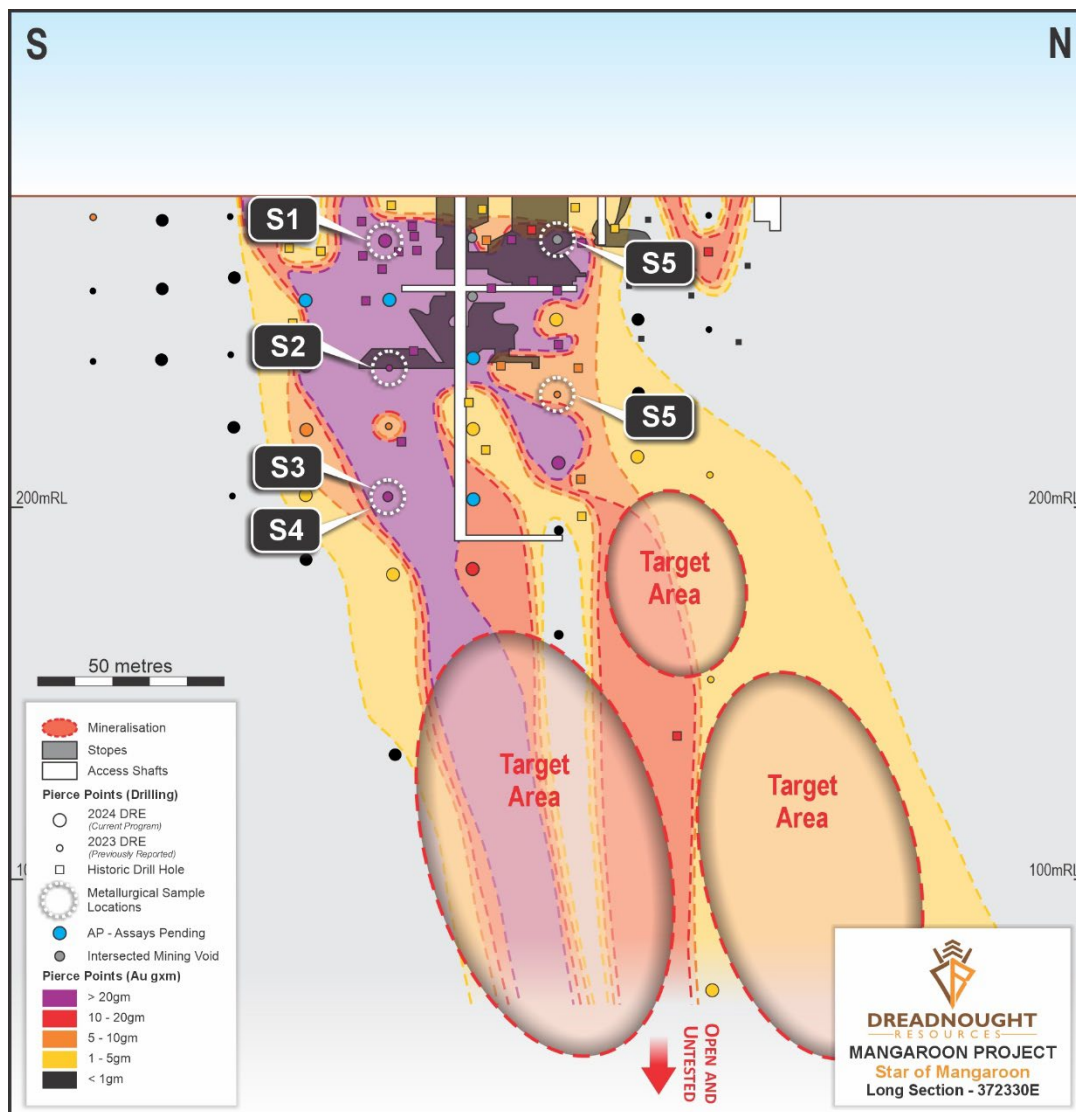 S
N
S1
S5
S2
S5
S3
S4
200mRL
200mRL
Target
Area
Target
Area
Target
Area
50 metres
Mineralisation
Stopes
Access Shafts
Pierce Points (Drilling)
2024 DRE
(Current Program)
2023 DRE
(Previously Reported)
Historic Drill Hole
Metallurgical Sample
Locations
AP - Assays Pending
Intersected Mining Void
Pierce Points (Au gxm)
> 20gm
10 - 20gm
5 - 10gm
1 - 5gm
< 1gm
100mRL
OPEN AND
UNTESTED
DREADNOUGHT
RESOURCES
MANGAROON PROJECT
Star of Mangaroon
Long Section - 372330E